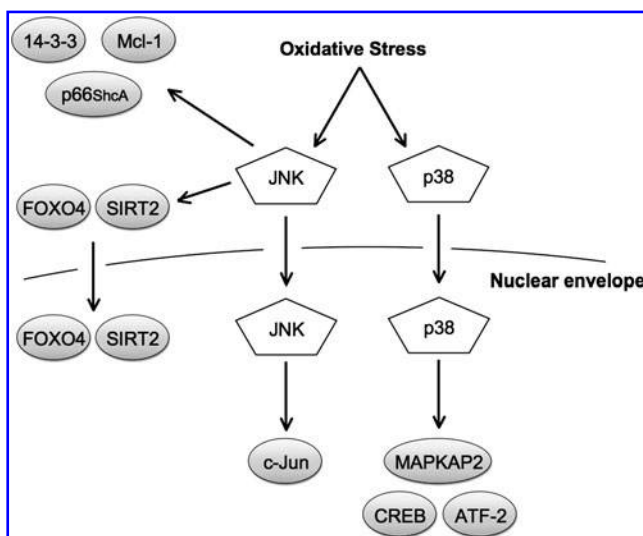 14-3-3 Mcl-1
Oxidative Stress
p66ShcA
JNK p38
FOXO4 SIRT2
Nuclear envelope
FOXO4 SIRT2 JNK p38
c-Jun MAPKAP2
CREB ATF-2